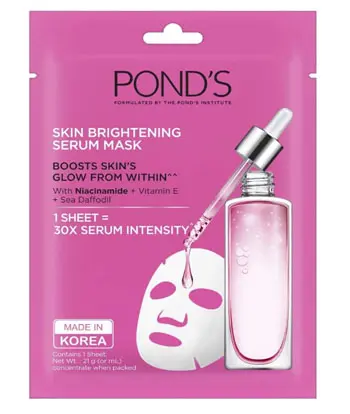 POND'S
FORMULATED BY THE POND'S INSTITUTE
SKIN BRIGHTENING
SERUM MASK
BOOSTS SKIN'S
GLOW FROM WITHIN^^
With Niacinamide + Vitamin E
+ Sea Daffodil
1 SHEET =
30X SERUM INTENSITY
MADE IN
KOREA
Contains 1 Sheet:
Net Wt.: 21 g (or mL)
concentrate when packed